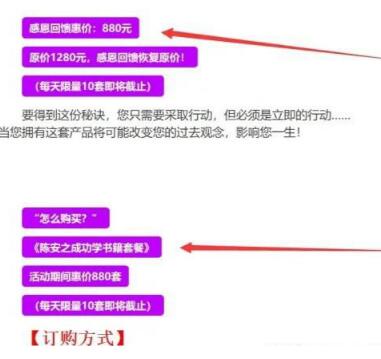 感恩回馈惠价：880元
原价1280元，感恩回馈恢复原价！
（每天限量10套即将截止）
要得到这份秘诀，您只需要采取行动，但必须是立即的行动……
当您拥有这套产品将可能改变您的过去观念，影响您一生！
“怎么购买？”
《陈安之成功学书籍套餐》
活动期间惠价880套
（每天限量10套即将截止）
【订购方式】